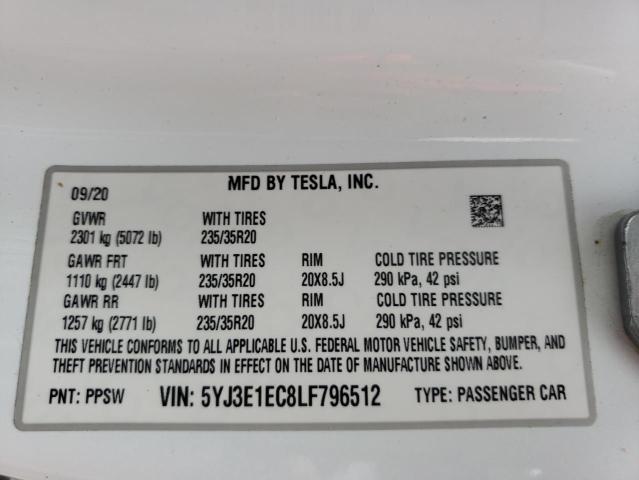 MFD BY TESLA, INC.
09/20
GVWR WITH TIRES
2301 kg (5072 lb) 235/35R20
GAWR FRT WITH TIRES RIM COLD TIRE PRESSURE
1110 kg (2447 lb) 235/35R20 20X8.5J 290 kPa, 42 psi
GAWR RR WITH TIRES RIM COLD TIRE PRESSURE
1257 kg (2771 lb) 235/35R20 20X8.5J 290 kPa, 42 psi
THIS VEHICLE CONFORMS TO ALL APPLICABLE U.S. FEDERAL MOTOR VEHICLE SAFETY, BUMPER, AND
THEFT PREVENTION STANDARDS IN EFFECT ON THE DATE OF MANUFACTURE SHOWN ABOVE.
PNT: PPSW VIN: 5YJ3E1EC8LF796512 TYPE: PASSENGER CAR